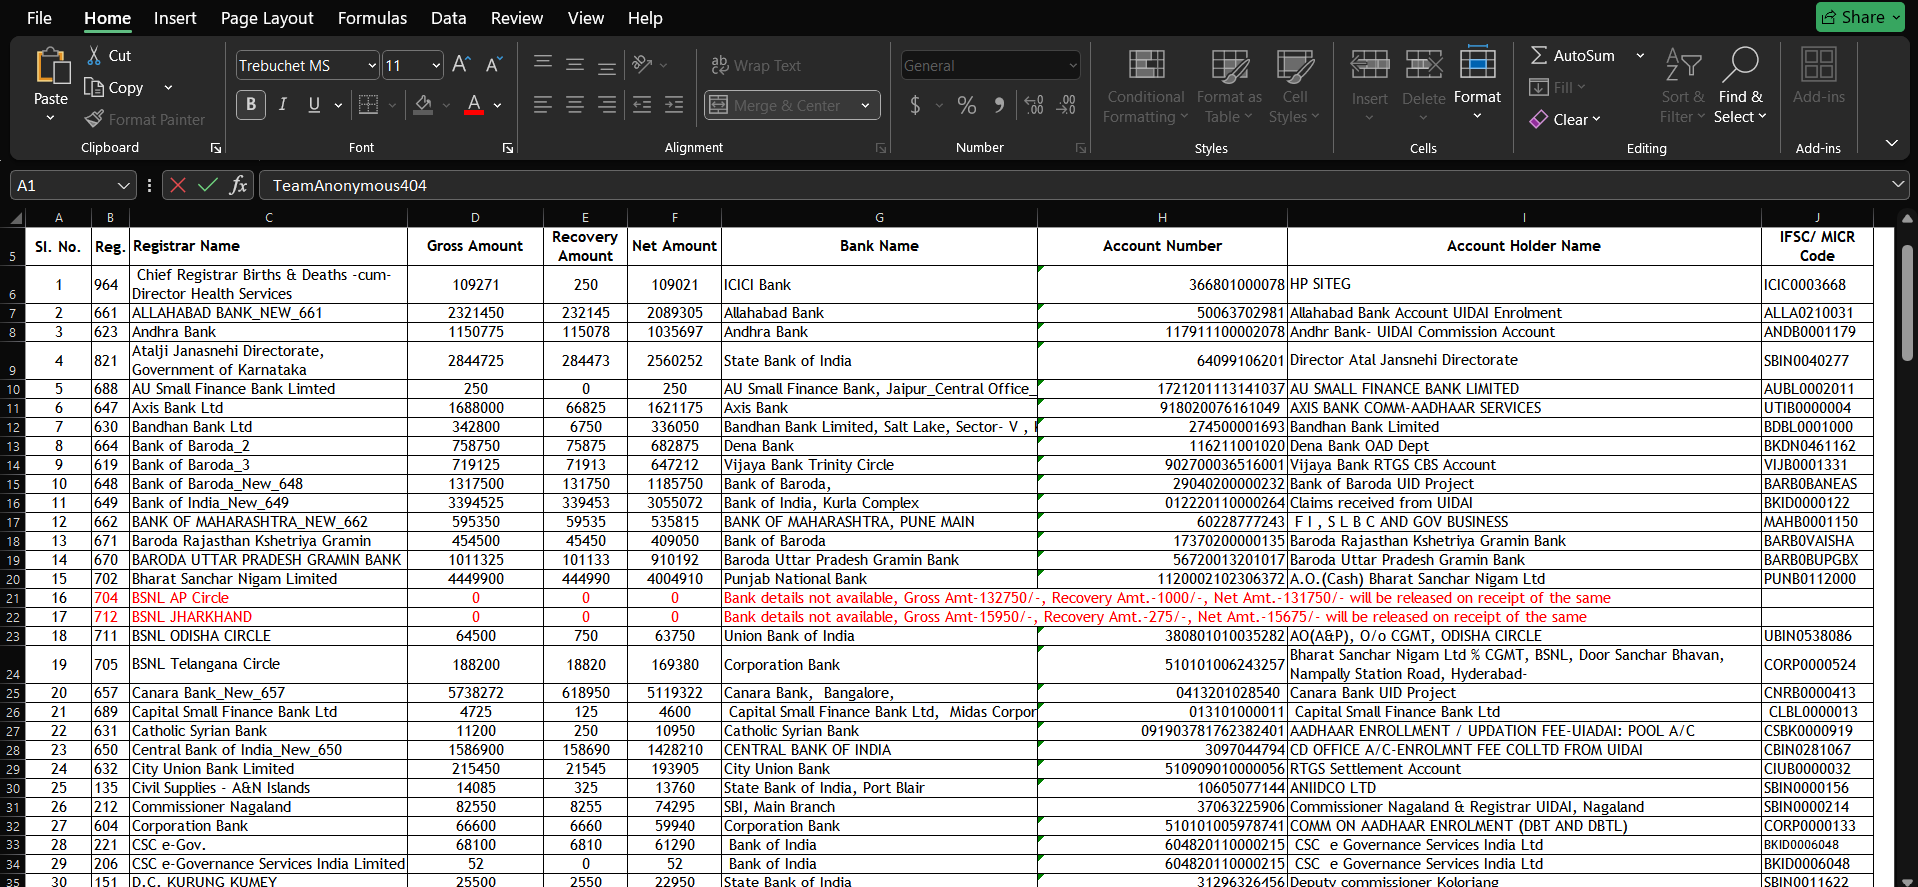 File Home Insert Page Layout Formulas Data Review View Help Share
Paste Cut Copy Format Painter Clipboard
Trebuchet MS 11 A A B I U A Font
ab Wrap Text Merge & Center Alignment
General $ % Number
Conditional Formatting Format as Table Cell Styles Styles
Insert Delete Format Cells
AutoSum Fill Clear Sort & Filter Find & Select Editing
Add-ins Add-ins
A1 fx TeamAnonymous404
A B C D E F G H I J
5 Sl. No. Reg. Registrar Name Gross Amount Recovery Amount Net Amount Bank Name Account Number Account Holder Name IFSC/ MICR Code
6 1 964 Chief Registrar Births & Deaths -cum- Director Health Services 109271 250 109021 ICICI Bank 366801000078 HP SITEG ICIC0003668
7 2 661 ALLAHABAD BANK_NEW_661 2321450 232145 2089305 Allahabad Bank 50063702981 Allahabad Bank Account UIDAI Enrolment ALLA0210031
8 3 623 Andhra Bank 1150775 115078 1035697 Andhra Bank 117911100002078 Andhr Bank- UIDAI Commission Account ANDB0001179
9 4 821 Atalji Janasnehi Directorate, Government of Karnataka 2844725 284473 2560252 State Bank of India 64099106201 Director Atal Jansnehi Directorate SBIN0040277
10 5 688 AU Small Finance Bank Limted 250 0 250 AU Small Finance Bank, Jaipur_Central Office_ 1721201113141037 AU SMALL FINANCE BANK LIMITED AUBL0002011
11 6 647 Axis Bank Ltd 1688000 66825 1621175 Axis Bank 918020076161049 AXIS BANK COMM-AADHAAR SERVICES UTIB0000004
12 7 630 Bandhan Bank Ltd 342800 6750 336050 Bandhan Bank Limited, Salt Lake, Sector- V , 274500001693 Bandhan Bank Limited BDBL0001000
13 8 664 Bank of Baroda_2 758750 75875 682875 Dena Bank 116211001020 Dena Bank OAD Dept BKDN0461162
14 9 619 Bank of Baroda_3 719125 71913 647212 Vijaya Bank Trinity Circle 902700036516001 Vijaya Bank RTGS CBS Account VIJB0001331
15 10 648 Bank of Baroda_New_648 1317500 131750 1185750 Bank of Baroda, 29040200000232 Bank of Baroda UID Project BARB0BANEAS
16 11 649 Bank of India_New_649 3394525 339453 3055072 Bank of India, Kurla Complex 012220110000264 Claims received from UIDAI BKID0000122
17 12 662 BANK OF MAHARASHTRA_NEW_662 595350 59535 535815 BANK OF MAHARASHTRA, PUNE MAIN 60228777243 F I , S L B C AND GOV BUSINESS MAHB0001150
18 13 671 Baroda Rajasthan Kshetriya Gramin 454500 45450 409050 Bank of Baroda 17370200000135 Baroda Rajasthan Kshetriya Gramin Bank BARB0VAISHA
19 14 670 BARODA UTTAR PRADESH GRAMIN BANK 1011325 101133 910192 Baroda Uttar Pradesh Gramin Bank 56720013201017 Baroda Uttar Pradesh Gramin Bank BARB0BUPGBX
20 15 702 Bharat Sanchar Nigam Limited 4449900 444990 4004910 Punjab National Bank 1120002102306372 A.O.(Cash) Bharat Sanchar Nigam Ltd PUNB0112000
21 16 704 BSNL AP Circle 0 0 0 Bank details not available, Gross Amt-132750/-, Recovery Amt.-1000/-, Net Amt.-131750/- will be released on receipt of the same
22 17 712 BSNL JHARKHAND 0 0 0 Bank details not available, Gross Amt-15950/-, Recovery Amt.-275/-, Net Amt.-15675/- will be released on receipt of the same
23 18 711 BSNL ODISHA CIRCLE 64500 750 63750 Union Bank of India 380801010035282 AO(A&P), O/o CGMT, ODISHA CIRCLE UBIN0538086
24 19 705 BSNL Telangana Circle 188200 18820 169380 Corporation Bank 510101006243257 Bharat Sanchar Nigam Ltd % CGMT, BSNL, Door Sanchar Bhavan, Nampally Station Road, Hyderabad- CORP0000524
25 20 657 Canara Bank_New_657 5738272 618950 5119322 Canara Bank, Bangalore, 0413201028540 Canara Bank UID Project CNRB0000413
26 21 689 Capital Small Finance Bank Ltd 4725 125 4600 Capital Small Finance Bank Ltd, Midas Corpor 013101000011 Capital Small Finance Bank Ltd CLBL0000013
27 22 631 Catholic Syrian Bank 11200 250 10950 Catholic Syrian Bank 091903781762382401 AADHAAR ENROLLMENT / UPDATION FEE-UIADAI: POOL A/C CSBK0000919
28 23 650 Central Bank of India_New_650 1586900 158690 1428210 CENTRAL BANK OF INDIA 3097044794 CD OFFICE A/C-ENROLMNT FEE COLLTD FROM UIDAI CBIN0281067
29 24 632 City Union Bank Limited 215450 21545 193905 City Union Bank 510909010000056 RTGS Settlement Account CIUB0000032
30 25 135 Civil Supplies - A&N Islands 14085 325 13760 State Bank of India, Port Blair 10605077144 ANIIDCO LTD SBIN0000156
31 26 212 Commissioner Nagaland 82550 8255 74295 SBI, Main Branch 37063225906 Commissioner Nagaland & Registrar UIDAI, Nagaland SBIN0000214
32 27 604 Corporation Bank 66600 6660 59940 Corporation Bank 510101005978741 COMM ON AADHAAR ENROLMENT (DBT AND DBTL) CORP0000133
33 28 221 CSC e-Gov. 68100 6810 61290 Bank of India 604820110000215 CSC e Governance Services India Ltd BKID0006048
34 29 206 CSC e-Governance Services India Limited 52 0 52 Bank of India 604820110000215 CSC e Governance Services India Ltd BKID0006048
35 30 151 D.C. KURUNG KUMEY 25500 2550 22950 State Bank of India 31296326456 Deputy commissioner Koloriang SBIN0011622